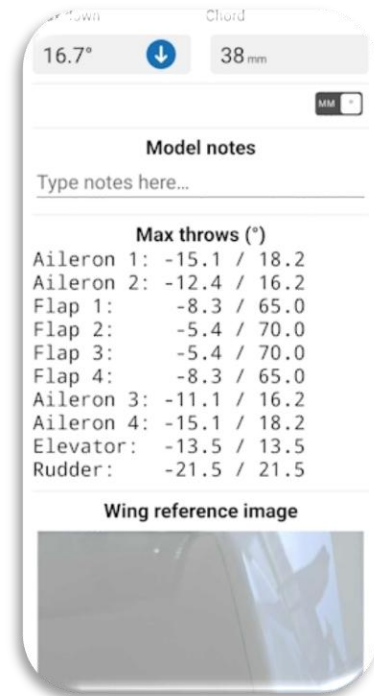 Chord
16.7° 38 mm
MM °
Model notes
Type notes here...
Max throws (°)
Aileron 1: -15.1 / 18.2
Aileron 2: -12.4 / 16.2
Flap 1: -8.3 / 65.0
Flap 2: -5.4 / 70.0
Flap 3: -5.4 / 70.0
Flap 4: -8.3 / 65.0
Aileron 3: -11.1 / 16.2
Aileron 4: -15.1 / 18.2
Elevator: -13.5 / 13.5
Rudder: -21.5 / 21.5
Wing reference image